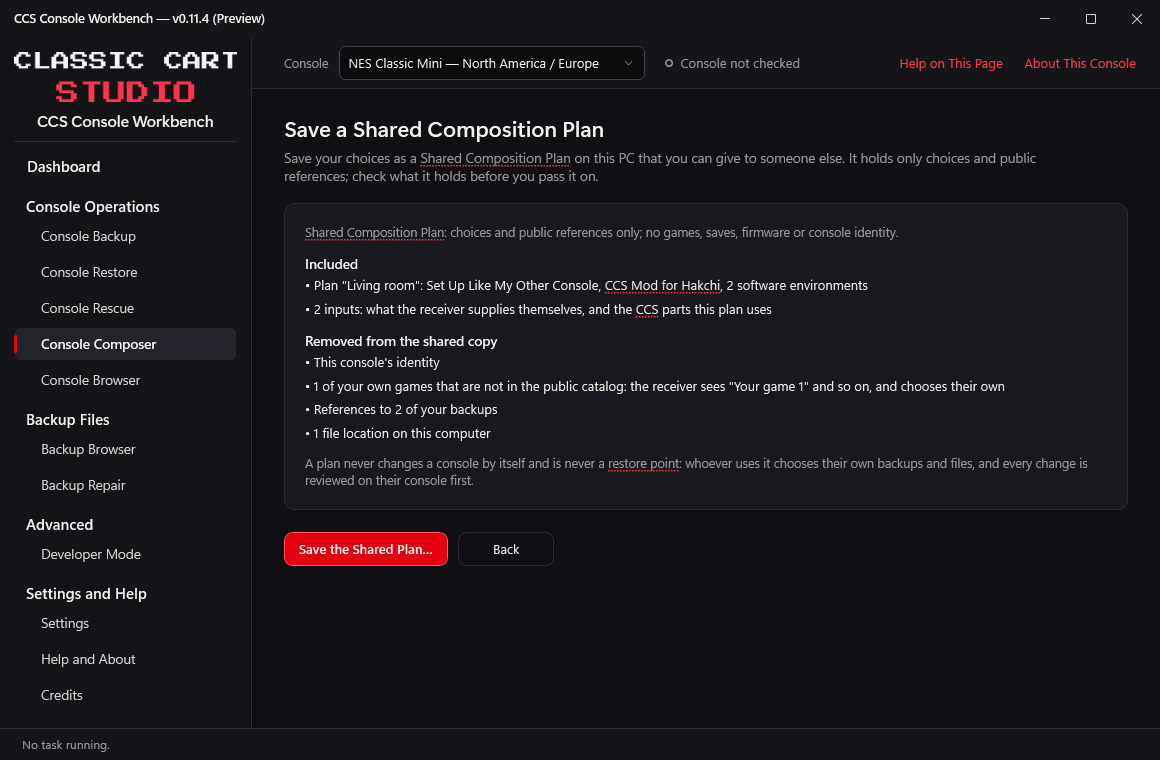 CCS Console Workbench — v0.11.4 (Preview)
CLASSIC CART
STUDIO
CCS Console Workbench
Dashboard
Console Operations
Console Backup
Console Restore
Console Rescue
Console Composer
Console Browser
Backup Files
Backup Browser
Backup Repair
Advanced
Developer Mode
Settings and Help
Settings
Help and About
Credits
Console
NES Classic Mini — North America / Europe
Console not checked
Help on This Page
About This Console
Save a Shared Composition Plan
Save your choices as a Shared Composition Plan on this PC that you can give to someone else. It holds only choices and public
references; check what it holds before you pass it on.
Shared Composition Plan: choices and public references only; no games, saves, firmware or console identity.
Included
• Plan "Living room": Set Up Like My Other Console, CCS Mod for Hakchi, 2 software environments
• 2 inputs: what the receiver supplies themselves, and the CCS parts this plan uses
Removed from the shared copy
• This console's identity
• 1 of your own games that are not in the public catalog: the receiver sees "Your game 1" and so on, and chooses their own
• References to 2 of your backups
• 1 file location on this computer
A plan never changes a console by itself and is never a restore point: whoever uses it chooses their own backups and files, and every change is
reviewed on their console first.
Save the Shared Plan...
Back
No task running.